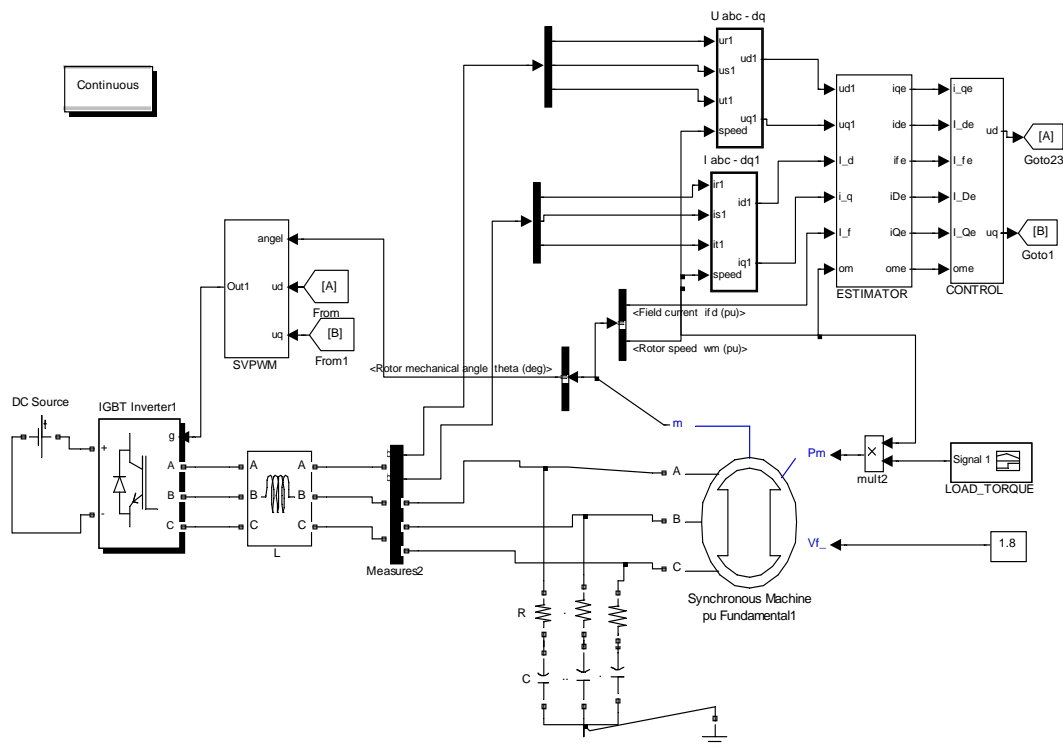 U abc - dq
Continuous
ur1
us1
ut1
speed
ud1
uq1
I abc - dq1
ir1
is1
it1
speed
id1
iq1
ud1
uq1
I_d
i_q
I_f
om
iqe
ide
ife
iDe
iQe
ome
ESTIMATOR
i_qe
I_de
I_fe
I_De
I_Qe
ome
ud
uq
CONTROL
[A]
Goto23
[B]
Goto1
angel
ud
uq
Out1
SVPWM
[A]
From
[B]
From1
<Field current ifd (pu)>
<Rotor speed wm (pu)>
<Rotor mechanical angle theta (deg)>
DC Source
IGBT Inverter1
g
+
-
A
B
C
A
B
C
A
B
C
L
Measures2
m
A
B
C
Pm
Vf_
Synchronous Machine
pu Fundamental1
×
mult2
Signal 1
LOAD_TORQUE
1.8
R
.
C
..
.